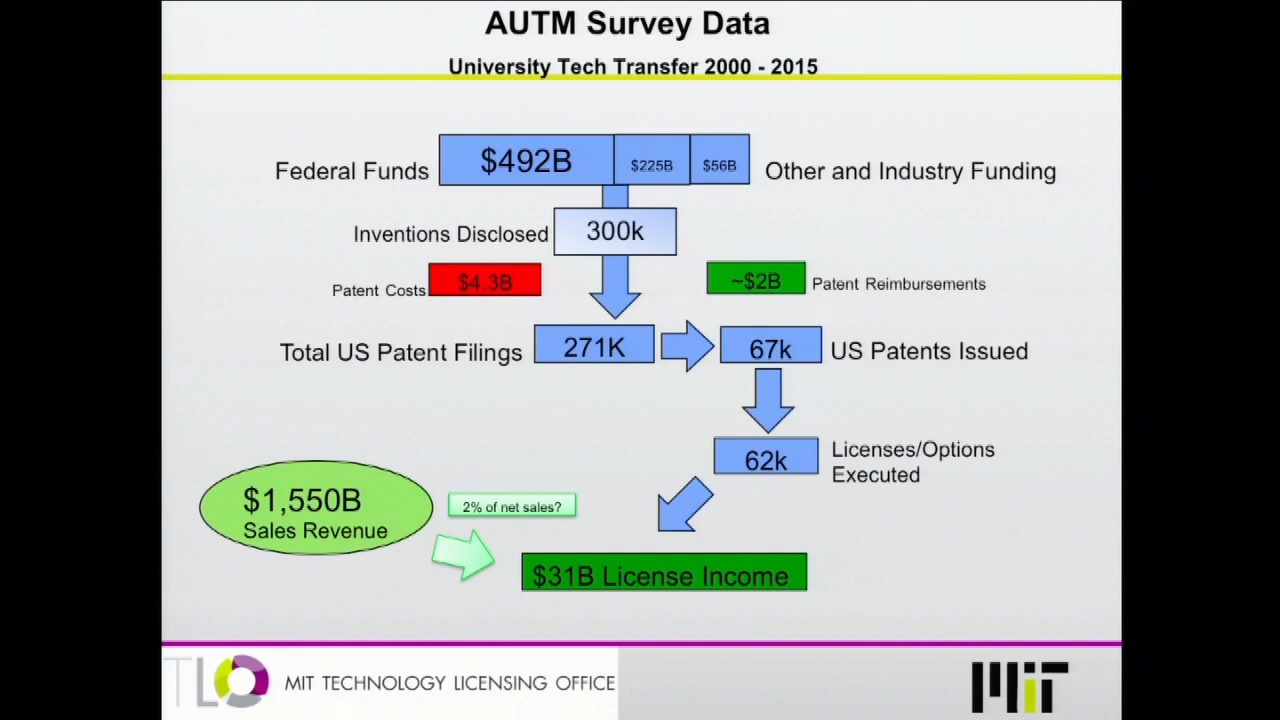 AUTM Survey Data
University Tech Transfer 2000 - 2015
Federal Funds
$492B
$225B
$56B
Other and Industry Funding
Inventions Disclosed
300k
Patent Costs
$4.3B
~$2B
Patent Reimbursements
Total US Patent Filings
271K
67k
US Patents Issued
62k
Licenses/Options
Executed
$1,550B
Sales Revenue
2% of net sales?
$31B License Income
TLO
MIT TECHNOLOGY LICENSING OFFICE
MIT